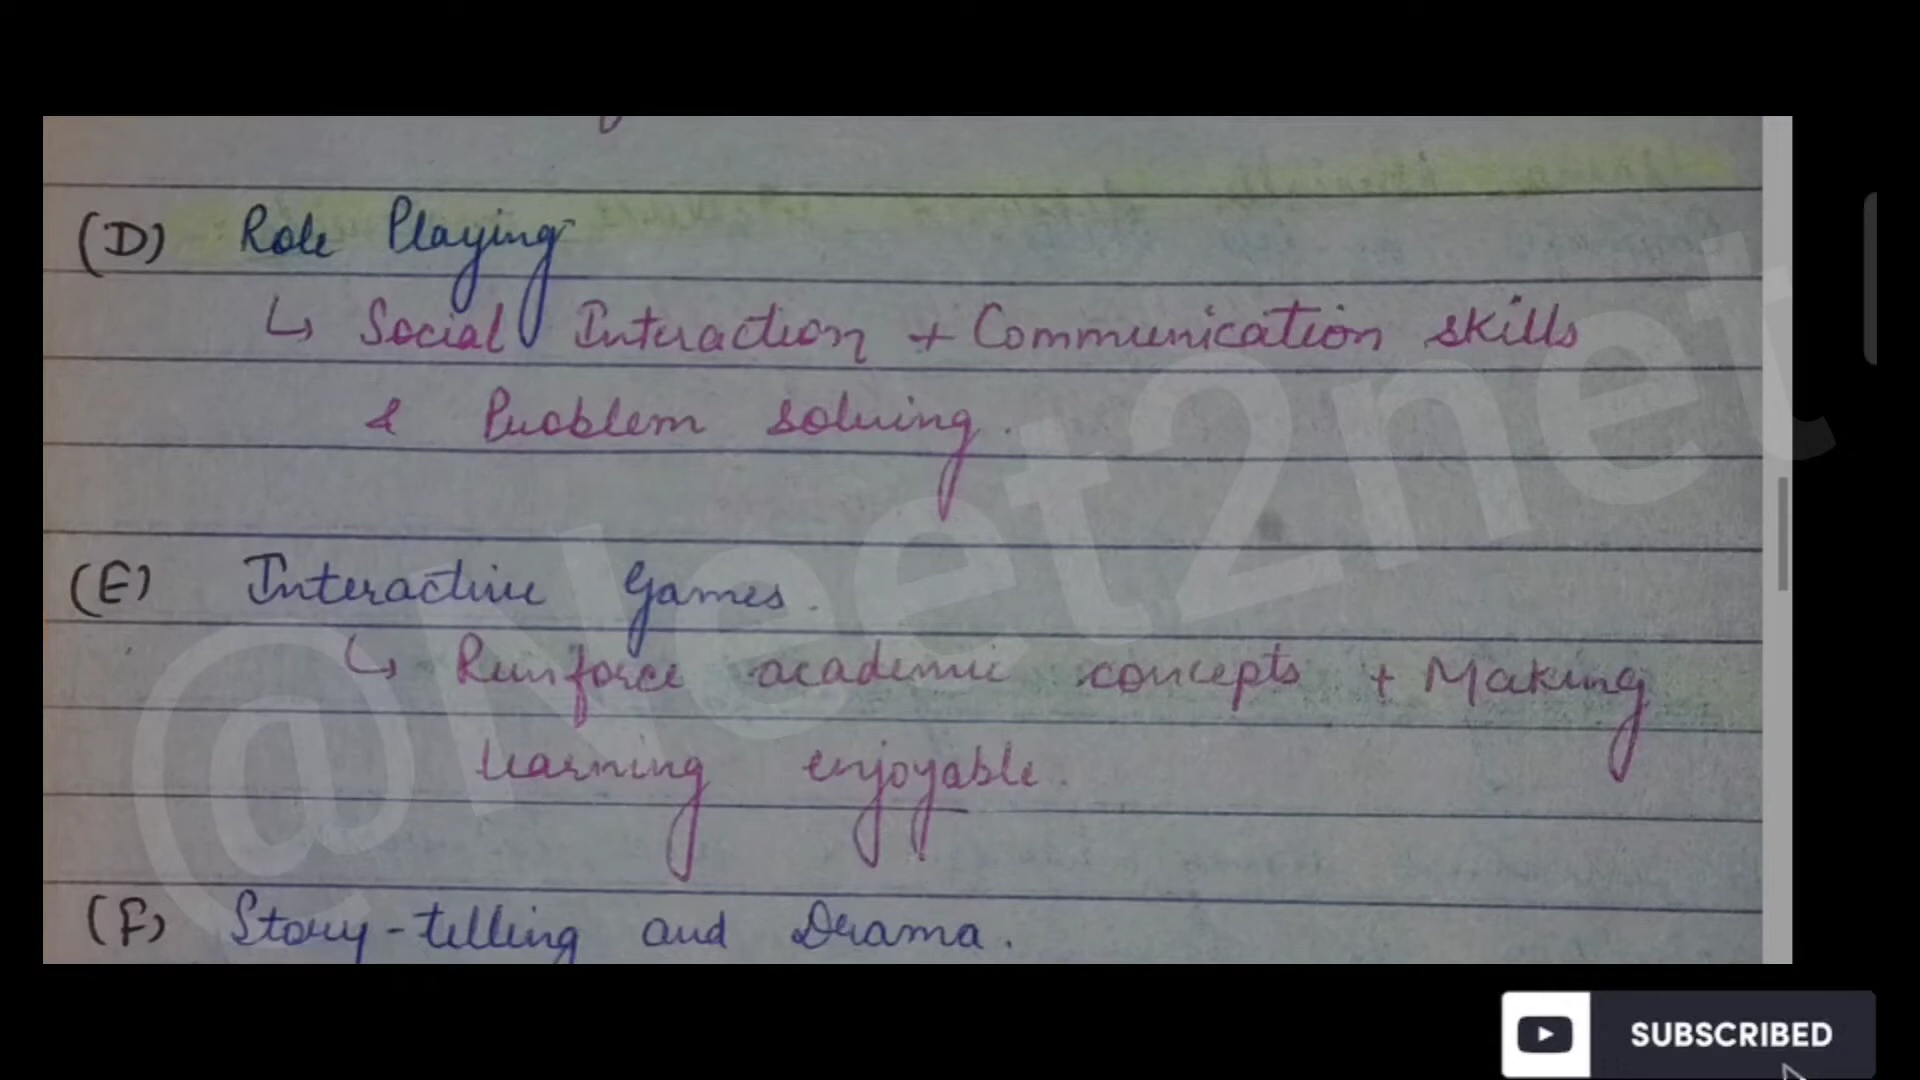 (D) Role Playing
↳ Social Interaction + Communication skills
& Problem solving.
(E) Interactive Games.
↳ Reinforce academic concepts + Making
learning enjoyable.
(F) Story-telling and Drama.
@Neet2net
SUBSCRIBED